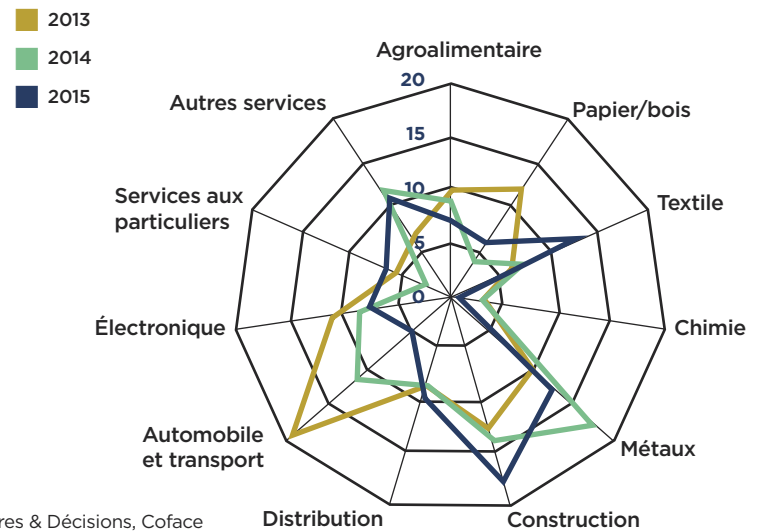 2013
2014
2015
Agroalimentaire
Papier/bois
Textile
Chimie
Métaux
Construction
Distribution
Automobile
et transport
Électronique
Services aux
particuliers
Autres services
20
15
10
5
0
res & Décisions, Coface